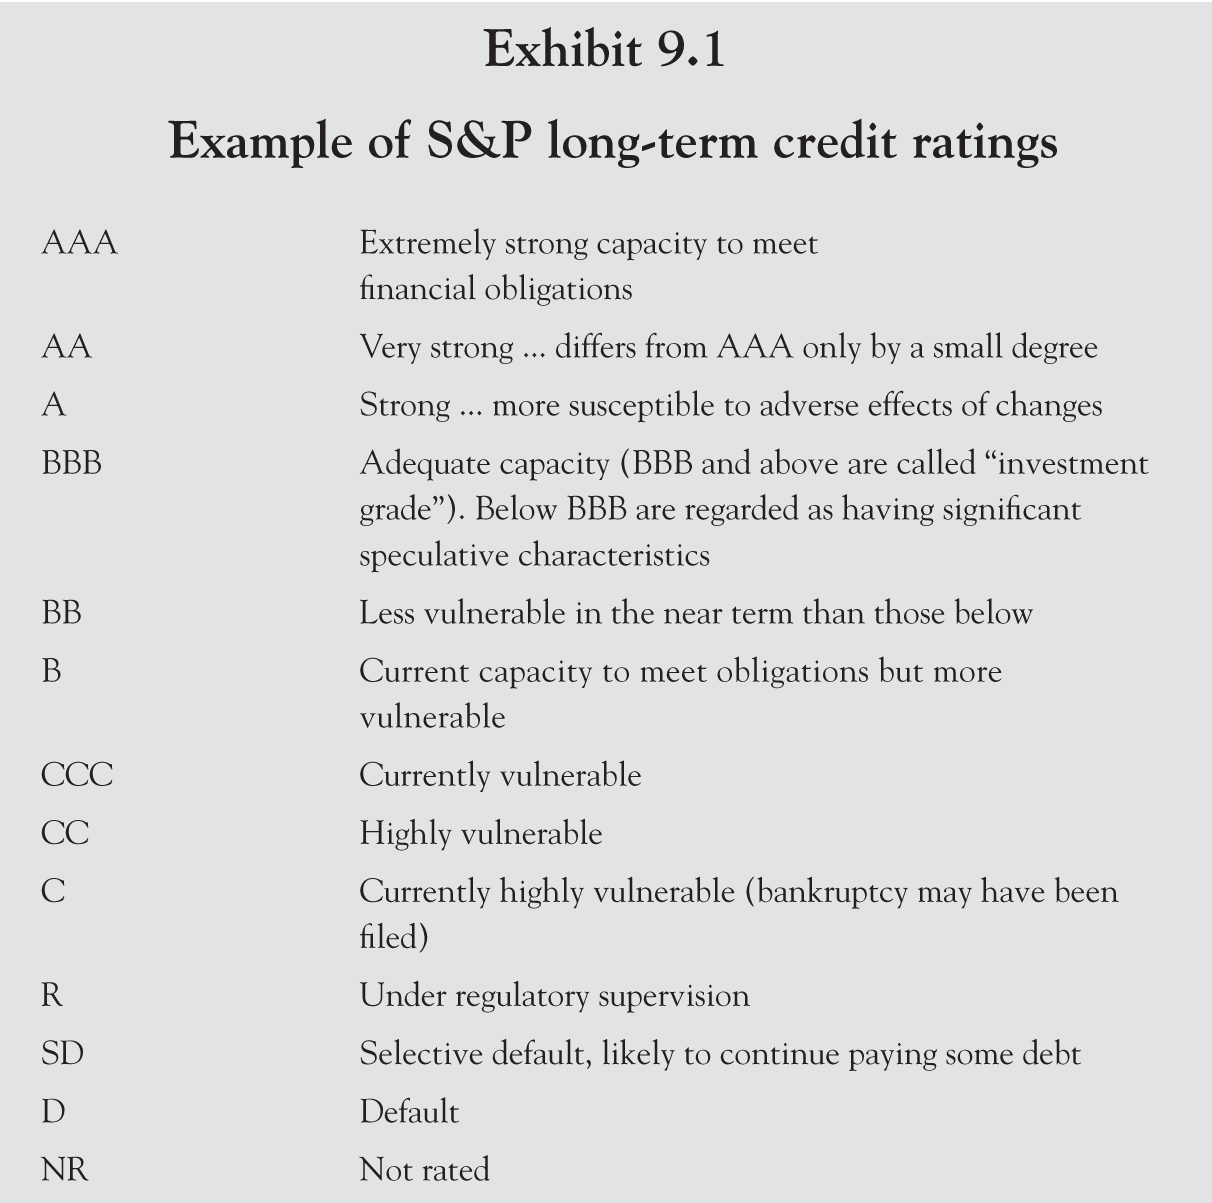 Exhibit 9.1
Example of S&P long-term credit ratings
AAA Extremely strong capacity to meet
financial obligations
AA Very strong ... differs from AAA only by a small degree
A Strong ... more susceptible to adverse effects of changes
BBB Adequate capacity (BBB and above are called “investment
grade”). Below BBB are regarded as having significant
speculative characteristics
BB Less vulnerable in the near term than those below
B Current capacity to meet obligations but more
vulnerable
CCC Currently vulnerable
CC Highly vulnerable
C Currently highly vulnerable (bankruptcy may have been
filed)
R Under regulatory supervision
SD Selective default, likely to continue paying some debt
D Default
NR Not rated